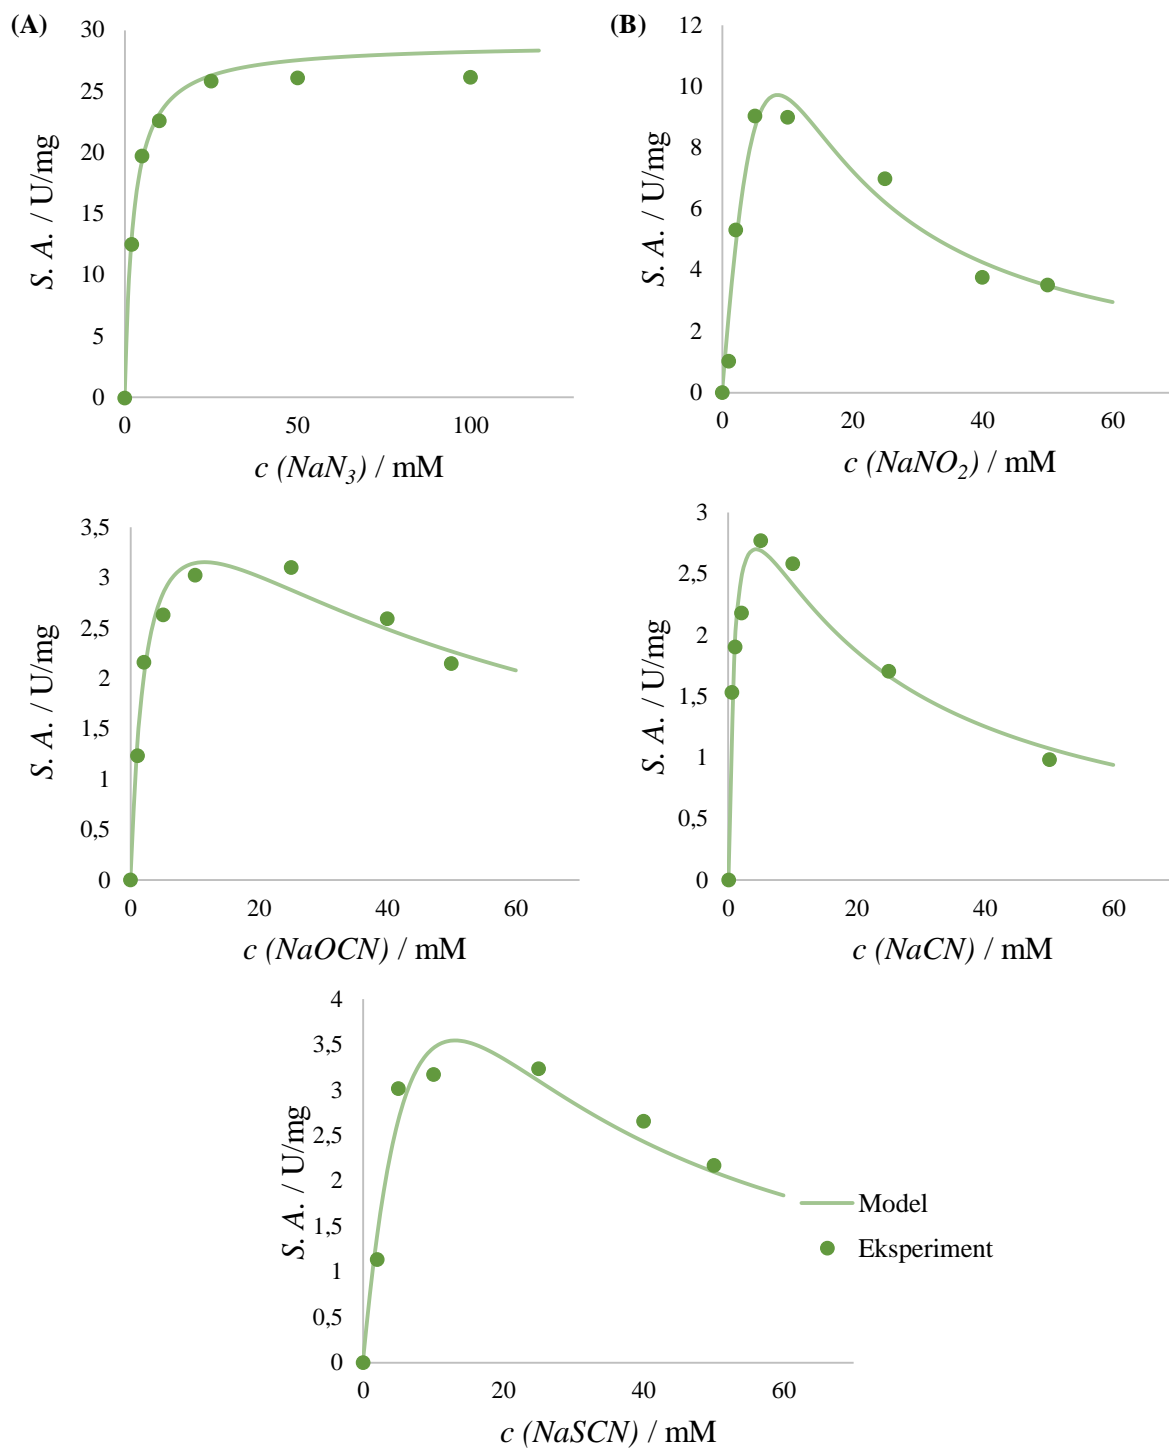 (A)
30
25
20
15
10
5
0
S. A. / U/mg
0 50 100
c (NaN3) / mM
(B)
12
10
8
6
4
2
0
S. A. / U/mg
0 20 40 60
c (NaNO2) / mM
3,5
3
2,5
2
1,5
1
0,5
0
S. A. / U/mg
0 20 40 60
c (NaOCN) / mM
3
2,5
2
1,5
1
0,5
0
S. A. / U/mg
0 20 40 60
c (NaCN) / mM
4
3,5
3
2,5
2
1,5
1
0,5
0
S. A. / U/mg
0 20 40 60
c (NaSCN) / mM
Model
Eksperiment